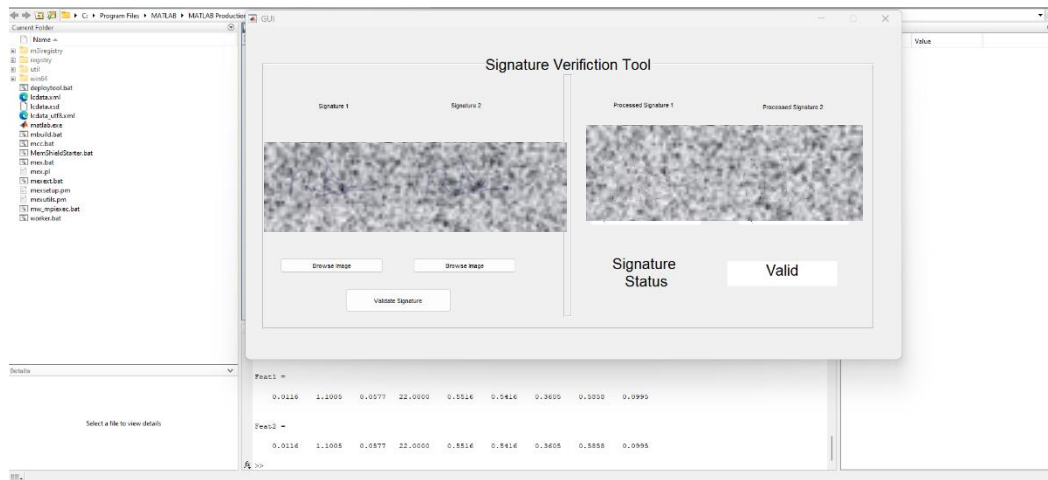 C: ▸ Program Files ▸ MATLAB ▸ MATLAB Production
Current Folder
Name
m3iregistry
registry
util
win64
deploytool.bat
lcdata.xml
lcdata.xsd
lcdata_utf8.xml
matlab.exe
mbuild.bat
mcc.bat
MemShieldStarter.bat
mex.bat
mex.pl
mexext.bat
mexsetup.pm
mexutils.pm
mw_mpiexec.bat
worker.bat
Details
Select a file to view details
GUI
Signature Verifiction Tool
Signature 1
Signature 2
Processed Signature 1
Processed Signature 2
Browse Image
Browse Image
Validate Signature
Signature
Status
Valid
Feat1 =
0.0116 1.1005 0.0577 22.0000 0.5516 0.5416 0.3605 0.5858 0.0995
Feat2 =
0.0116 1.1005 0.0577 22.0000 0.5516 0.5416 0.3605 0.5858 0.0995
fx >>
Value